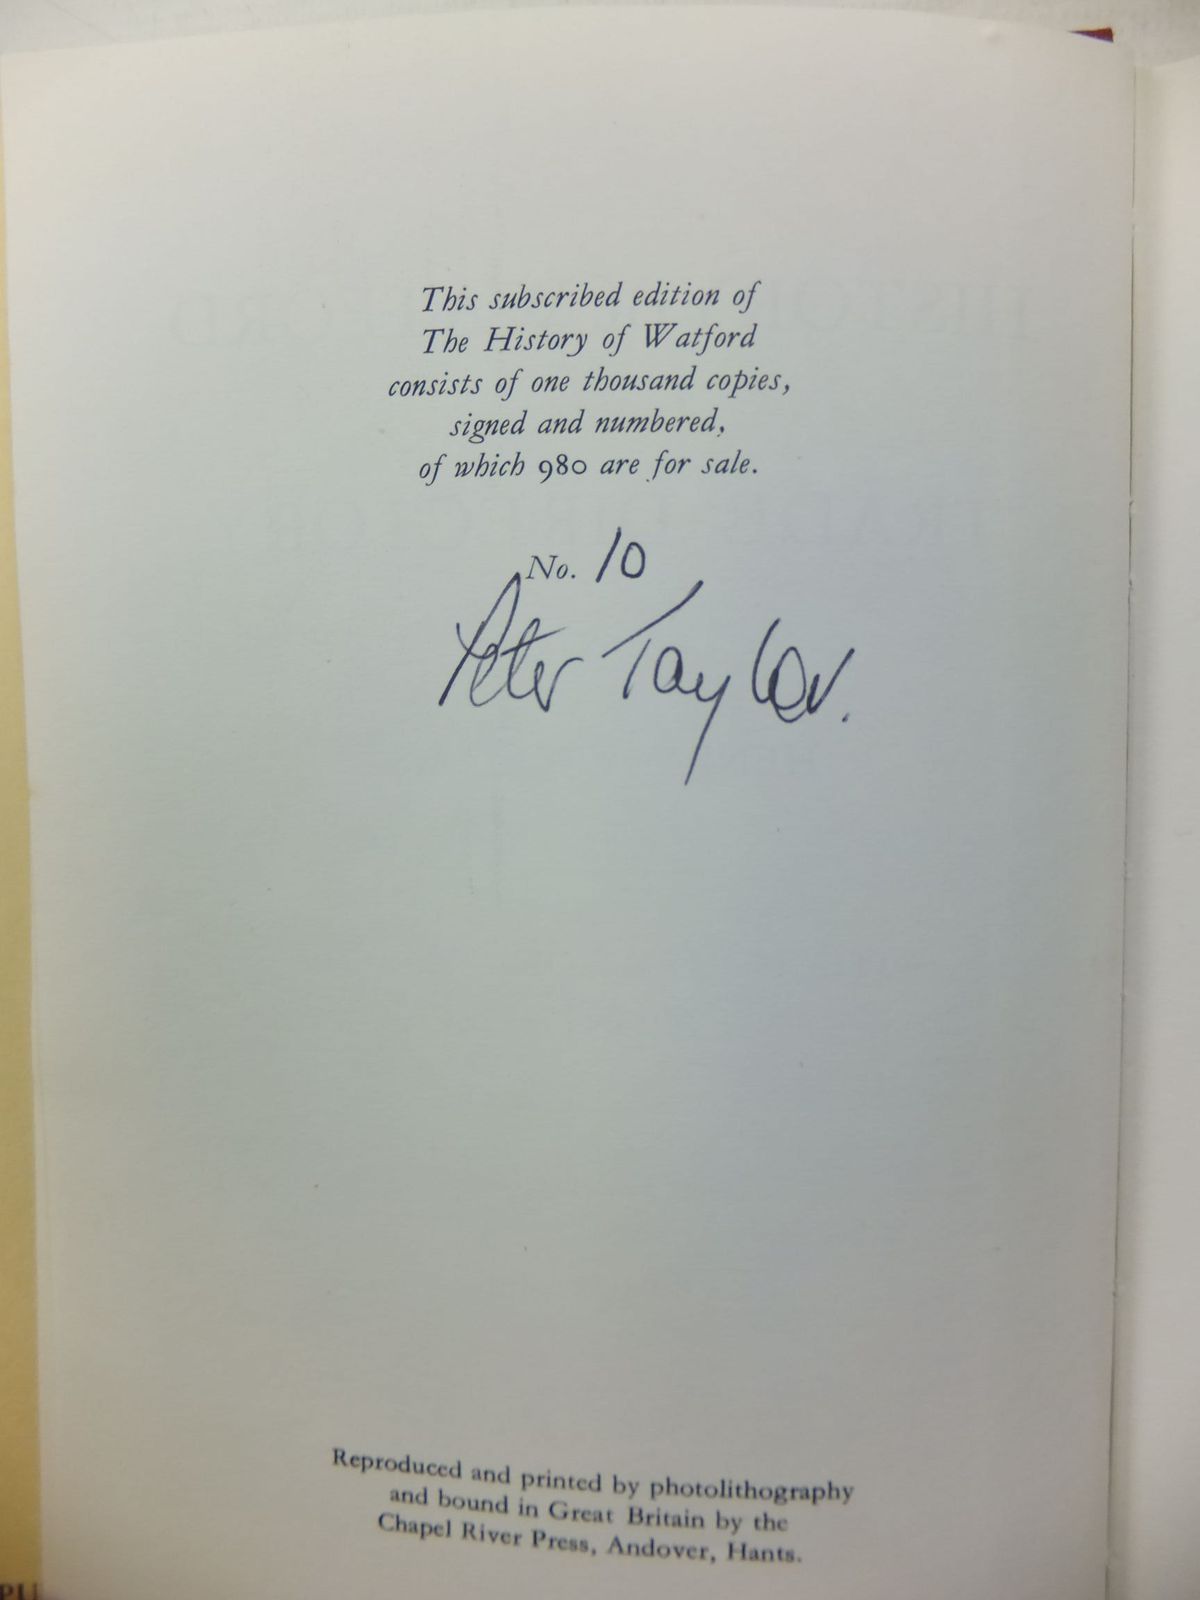 This subscribed edition of
The History of Watford
consists of one thousand copies,
signed and numbered,
of which 980 are for sale.
No. 10
Peter Taylor.
Reproduced and printed by photolithography
and bound in Great Britain by the
Chapel River Press, Andover, Hants.